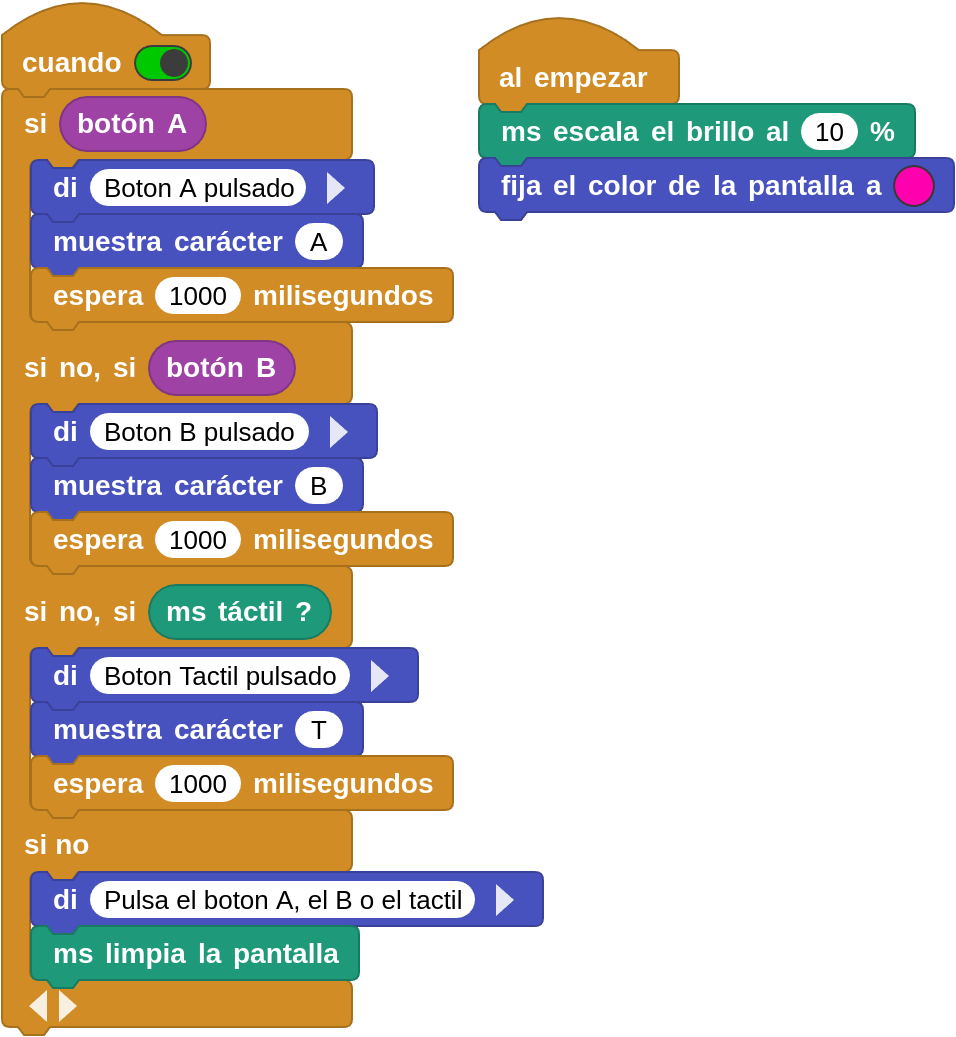 cuando
si botón A
di Boton A pulsado
muestra carácter A
espera 1000 milisegundos
si no, si botón B
di Boton B pulsado
muestra carácter B
espera 1000 milisegundos
si no, si ms táctil ?
di Boton Tactil pulsado
muestra carácter T
espera 1000 milisegundos
si no
di Pulsa el boton A, el B o el tactil
ms limpia la pantalla
al empezar
ms escala el brillo al 10 %
fija el color de la pantalla a